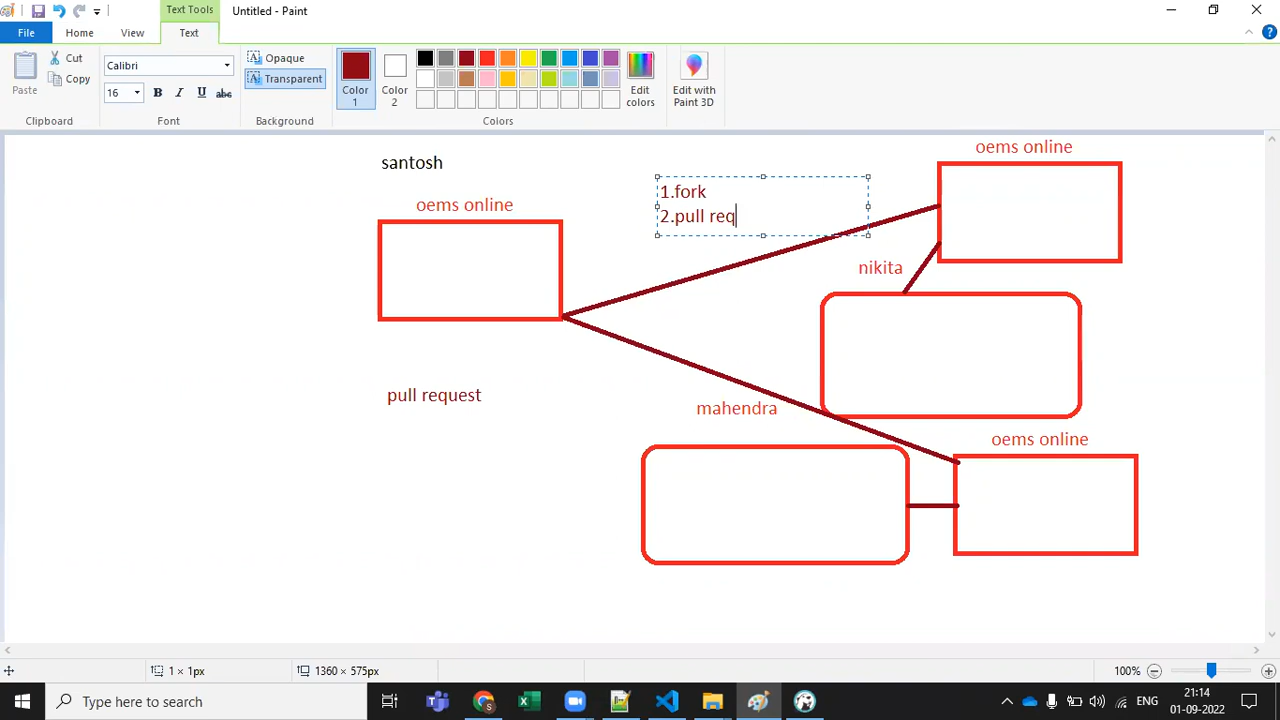 Text Tools
Untitled - Paint
File
Home
View
Text
Paste
Cut
Copy
Clipboard
Calibri
16
B I U abc
Font
Opaque
Transparent
Background
Color 1
Color 2
Edit colors
Colors
Edit with Paint 3D
santosh
oems online
1.fork
2.pull req
oems online
nikita
pull request
mahendra
oems online
1 × 1px
1360 × 575px
100%
Type here to search
ENG
21:14
01-09-2022